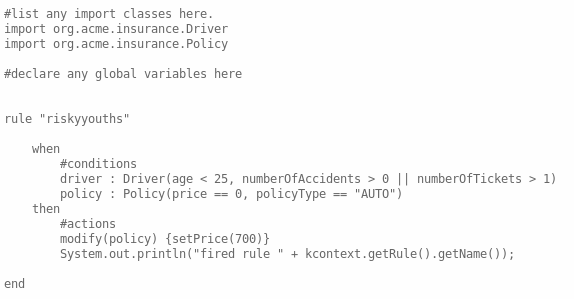 #list any import classes here.
import org.acme.insurance.Driver
import org.acme.insurance.Policy
#declare any global variables here
rule "riskyyouths"
when
#conditions
driver : Driver(age < 25, numberOfAccidents > 0 || numberOfTickets > 1)
policy : Policy(price == 0, policyType == "AUTO")
then
#actions
modify(policy) {setPrice(700)}
System.out.println("fired rule " + kcontext.getRule().getName());
end